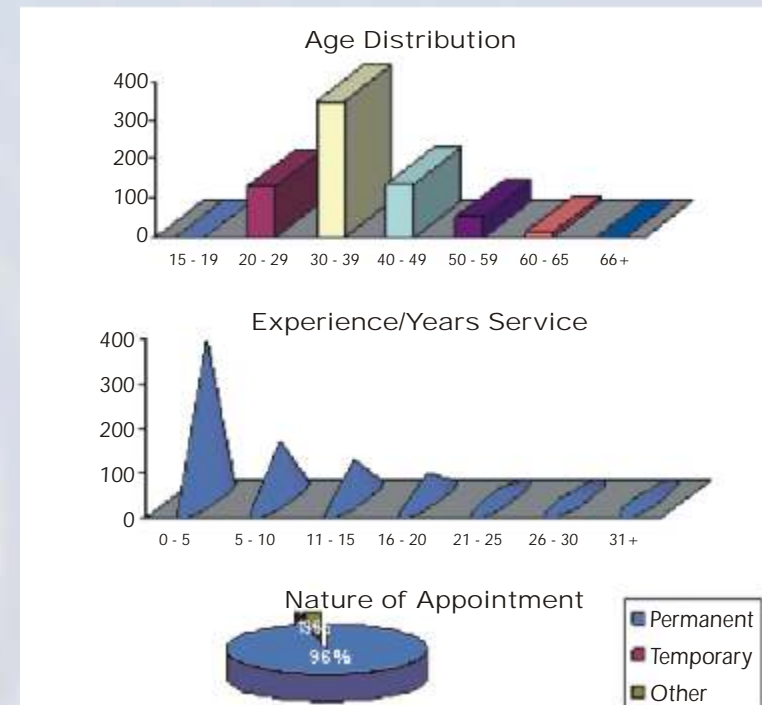 Age Distribution
400
300
200
100
0
15 - 19 20 - 29 30 - 39 40 - 49 50 - 59 60 - 65 66+
Experience/Years Service
400
300
200
100
0
0 - 5 5 - 10 11 - 15 16 - 20 21 - 25 26 - 30 31+
Nature of Appointment
96%
Permanent
Temporary
Other